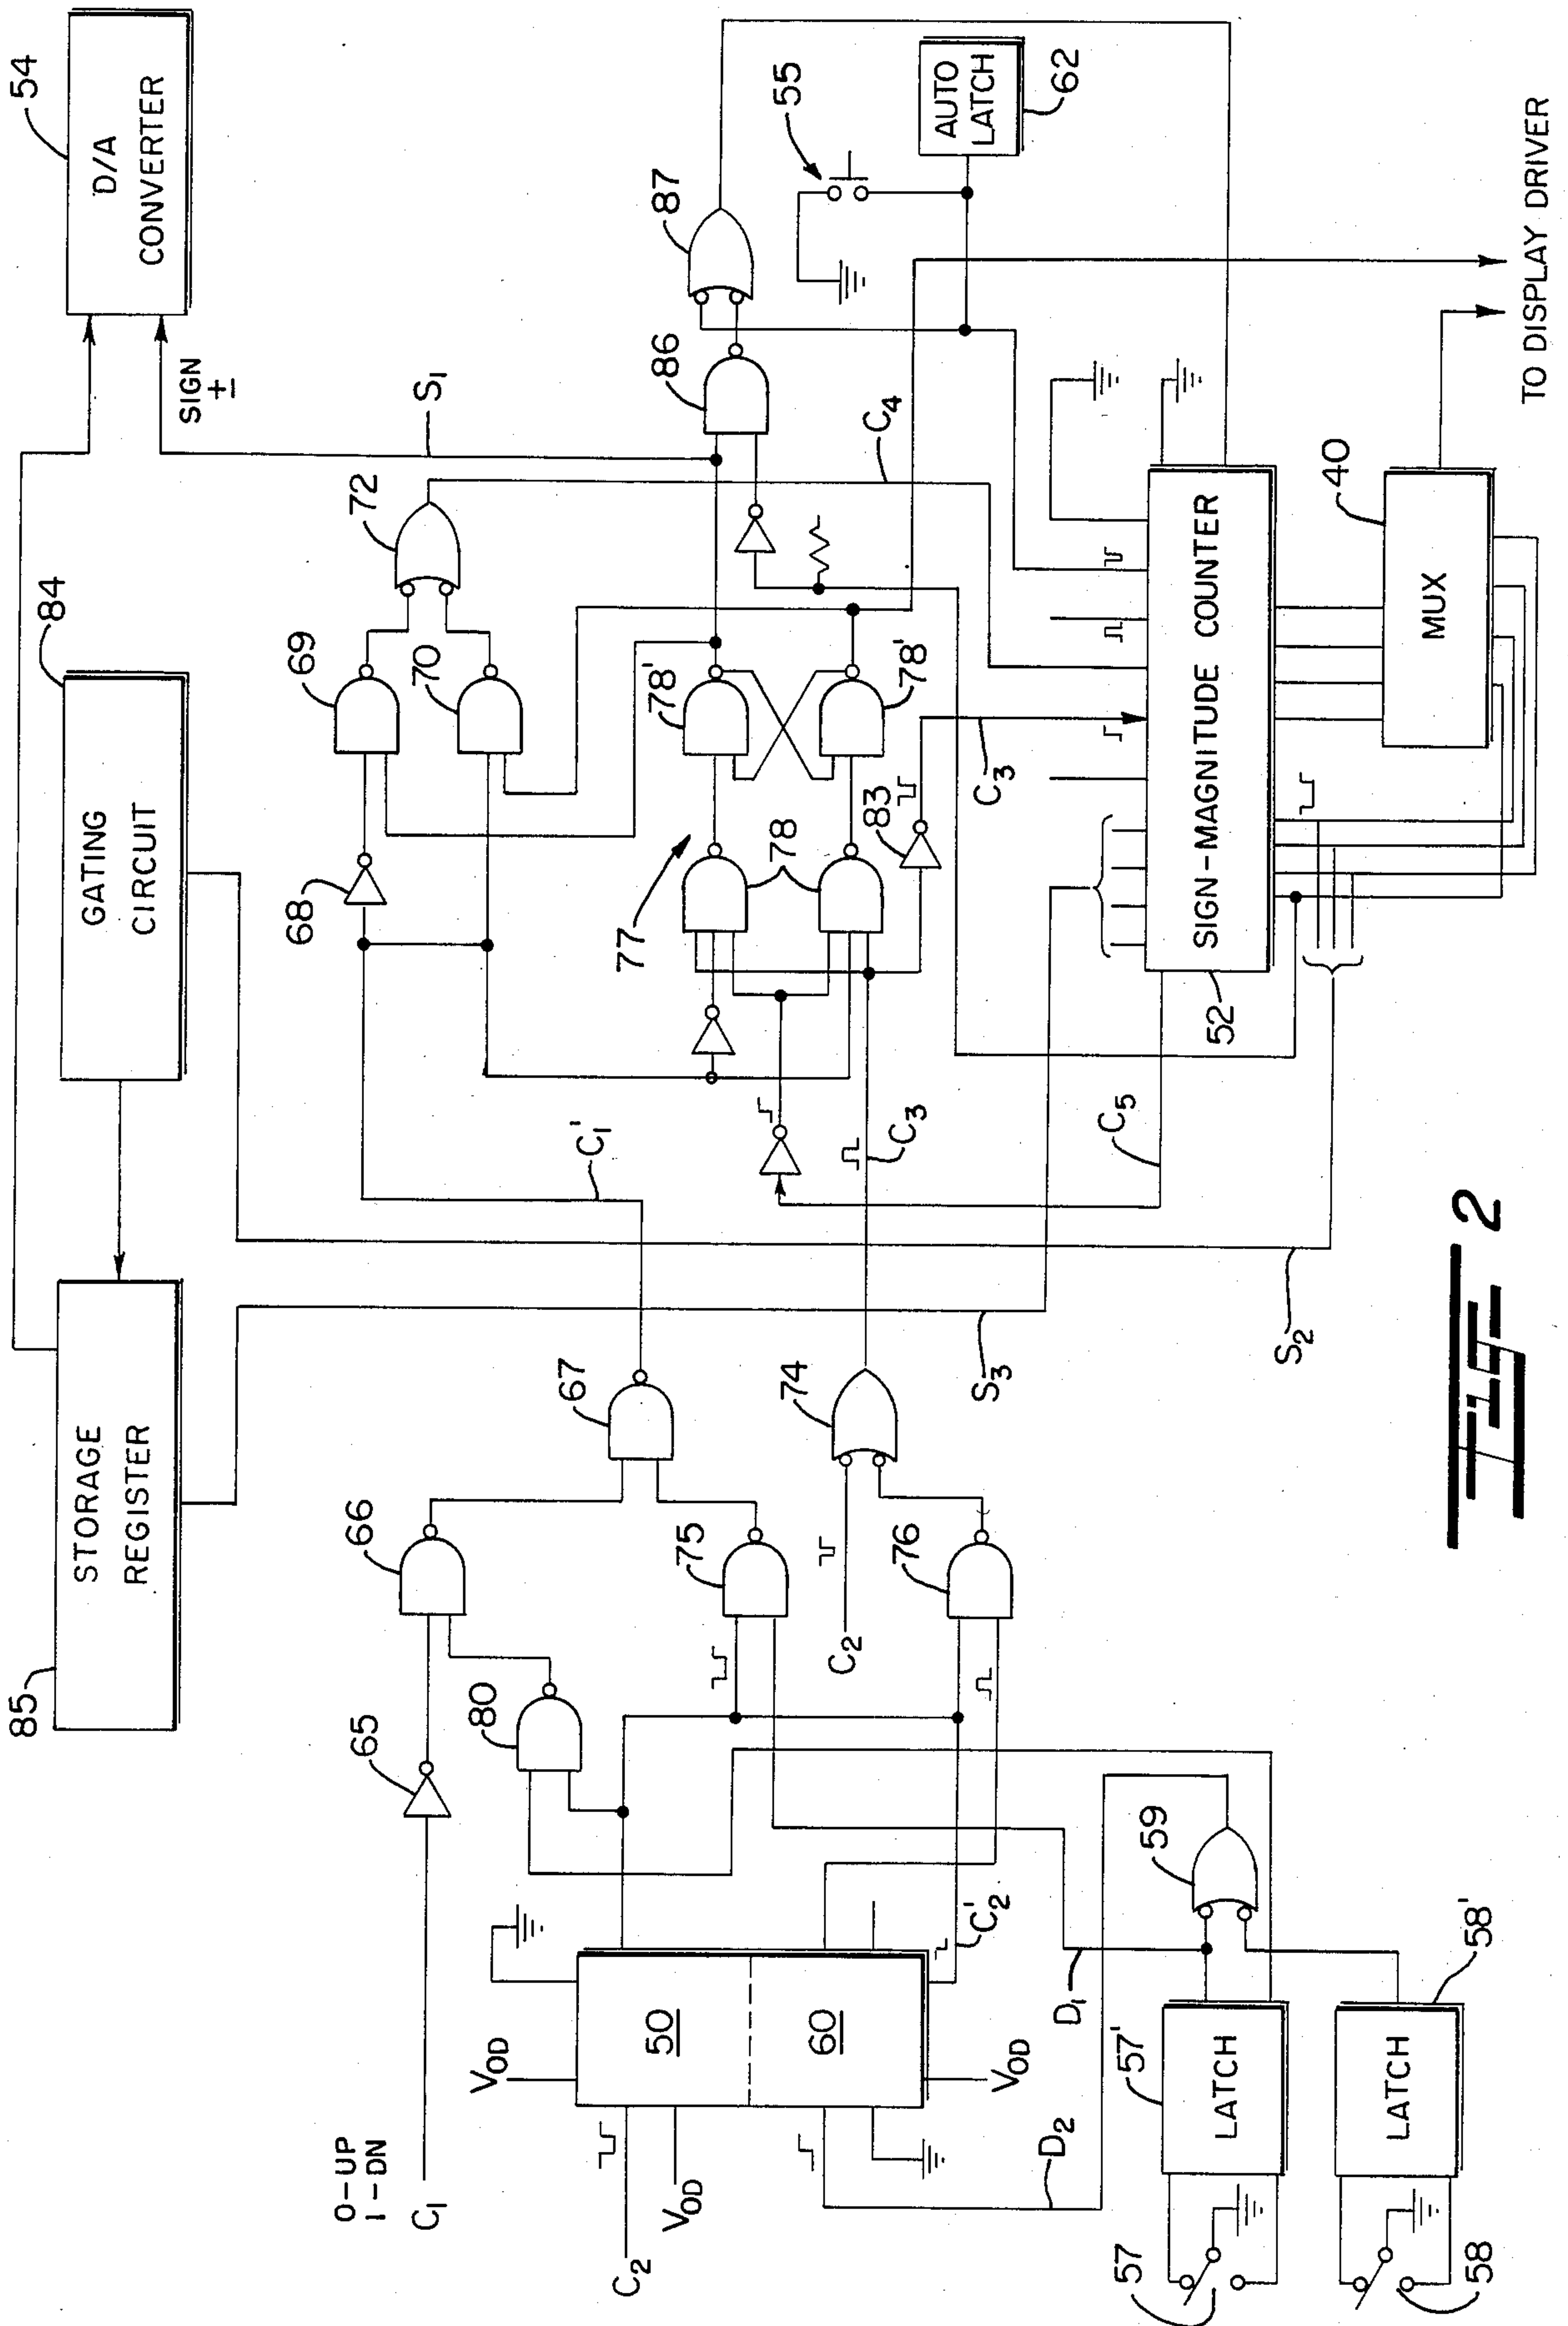 85
STORAGE
REGISTER
84
GATING
CIRCUIT
54
D/A
CONVERTER
SIGN
±
S1
0-UP
1-DN
C1
65
66
80
67
C1'
68
69
70
72
C4
86
87
55
AUTO
LATCH
62
VOD
C2
VOD
50
60
VOD
C2'
75
C2
74
76
C3
77
78
78'
78'
83
C3
D2
D1
59
57
57'
LATCH
58
58'
LATCH
S3
S2
C5
52
SIGN-MAGNITUDE COUNTER
40
MUX
TO DISPLAY DRIVER
FIG 2